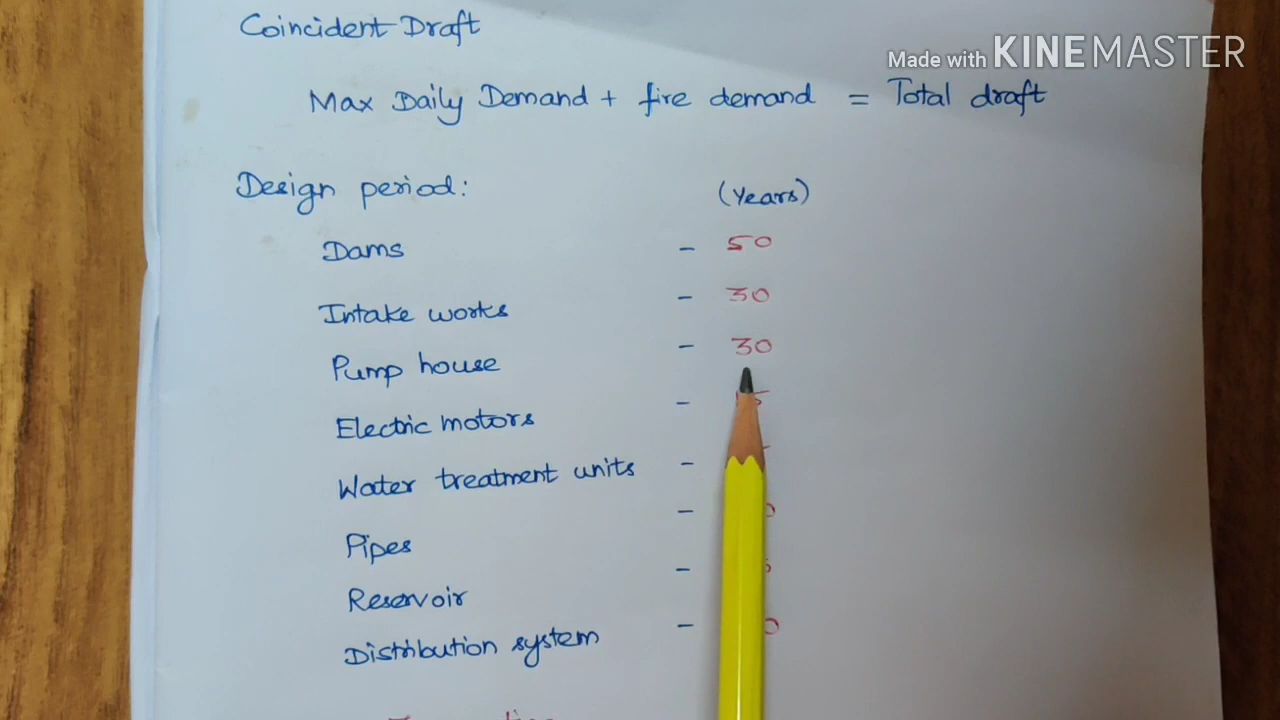 Coincident Draft
Made with KINEMASTER
Max Daily Demand + fire demand = Total draft
Design period: (Years)
Dams - 50
Intake works - 30
Pump house - 30
Electric motors -
Water treatment units -
Pipes -
Reservoir -
Distribution system -